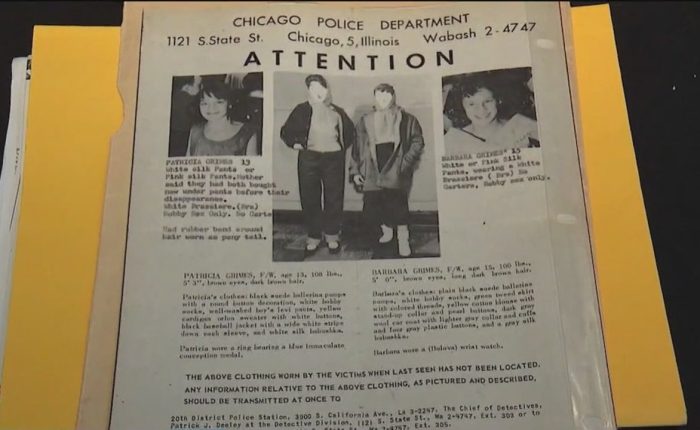 CHICAGO POLICE DEPARTMENT
1121 S.State St. Chicago,5,Illinois Wabash 2-4747
ATTENTION
PATRICIA GRIMES 13
White silk Pants or
Pink silk Pants.Mother
said they had both bought
new under pants before their
disappearance.
White Brassiere.(Bra)
Bobby Sox Only. No Garte
Had rubber band around
hair worn as pony tail.
BARBARA GRIMES 15
White or Pink Silk
Pants, wearing a White
Brassiere ( Bra) No
Garters, Bobby sox only.
PATRICIA GRIMES, F/W, age 13, 100 lbs.,
5' 3", brown eyes, dark brown hair.
Patricia's clothes: black suede ballerina pumps
with a round button decoration, white bobby
socks, well-washed boy's levi pants, yellow
cardigan orlon sweater with white buttons,
black baseball jacket with a wide white stripe
down each sleeve, and white silk babushka.
Patricia wore a ring bearing a blue immaculate
conception medal.
BARBARA GRIMES, F/W, age 15, 100 lbs.,
brown eyes, long dark brown hair.
Barbara's clothes: plain black suede ballerina
pumps, white bobby socks, green tweed skirt
with colored threads, yellow cotton blouse with
stand-up collar and pearl buttons, dark gray
wool car coat with lighter gray collar and cuffs
and four gray plastic buttons, and a gray silk
babushka.
Barbara wore a (Bulova) wrist watch.
THE ABOVE CLOTHING WORN BY THE VICTIMS WHEN LAST SEEN HAS NOT BEEN LOCATED.
ANY INFORMATION RELATIVE TO THE ABOVE CLOTHING, AS PICTURED AND DESCRIBED,
SHOULD BE TRANSMITTED AT ONCE TO
20th District Police Station, 3900 S. California Ave., La 3-2247, The Chief of Detectives,
Patrick J. Deeley at the Detective Division, 1121 S. State St., Wa 2-4747, Ext. 303 or to
S. State St., Wa 2-4747, Ext. 305.